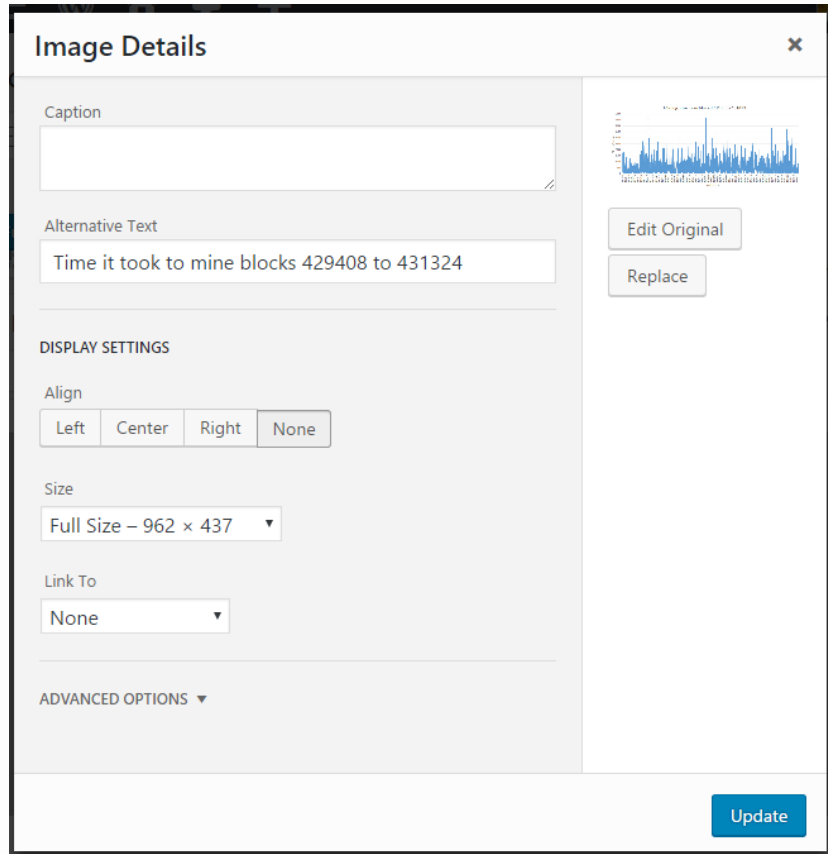 Image Details
×
Caption
Alternative Text
Time it took to mine blocks 429408 to 431324
DISPLAY SETTINGS
Align
Left Center Right None
Size
Full Size – 962 × 437
Link To
None
ADVANCED OPTIONS
Edit Original
Replace
Update